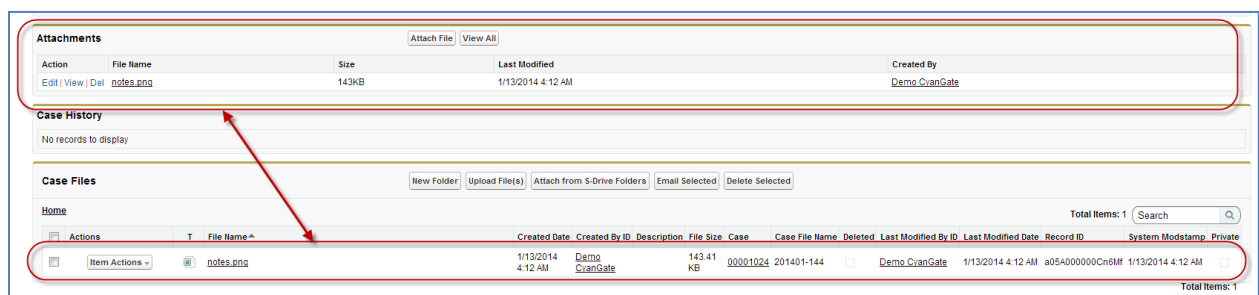 Attachments Attach File View All
Action File Name Size Last Modified Created By
Edit | View | Del notes.png 143KB 1/13/2014 4:12 AM Demo CyanGate
Case History
No records to display
Case Files New Folder Upload File(s) Attach from S-Drive Folders Email Selected Delete Selected
Home
Total Items: 1 Search
Actions T File Name Created Date Created By ID Description File Size Case Case File Name Deleted Last Modified By ID Last Modified Date Record ID System Modstamp Private
Item Actions notes.png 1/13/2014 4:12 AM Demo CyanGate 143.41 KB 00001024 201401-144 Demo CyanGate 1/13/2014 4:12 AM a05A000000Cn6Mf 1/13/2014 4:12 AM
Total Items: 1